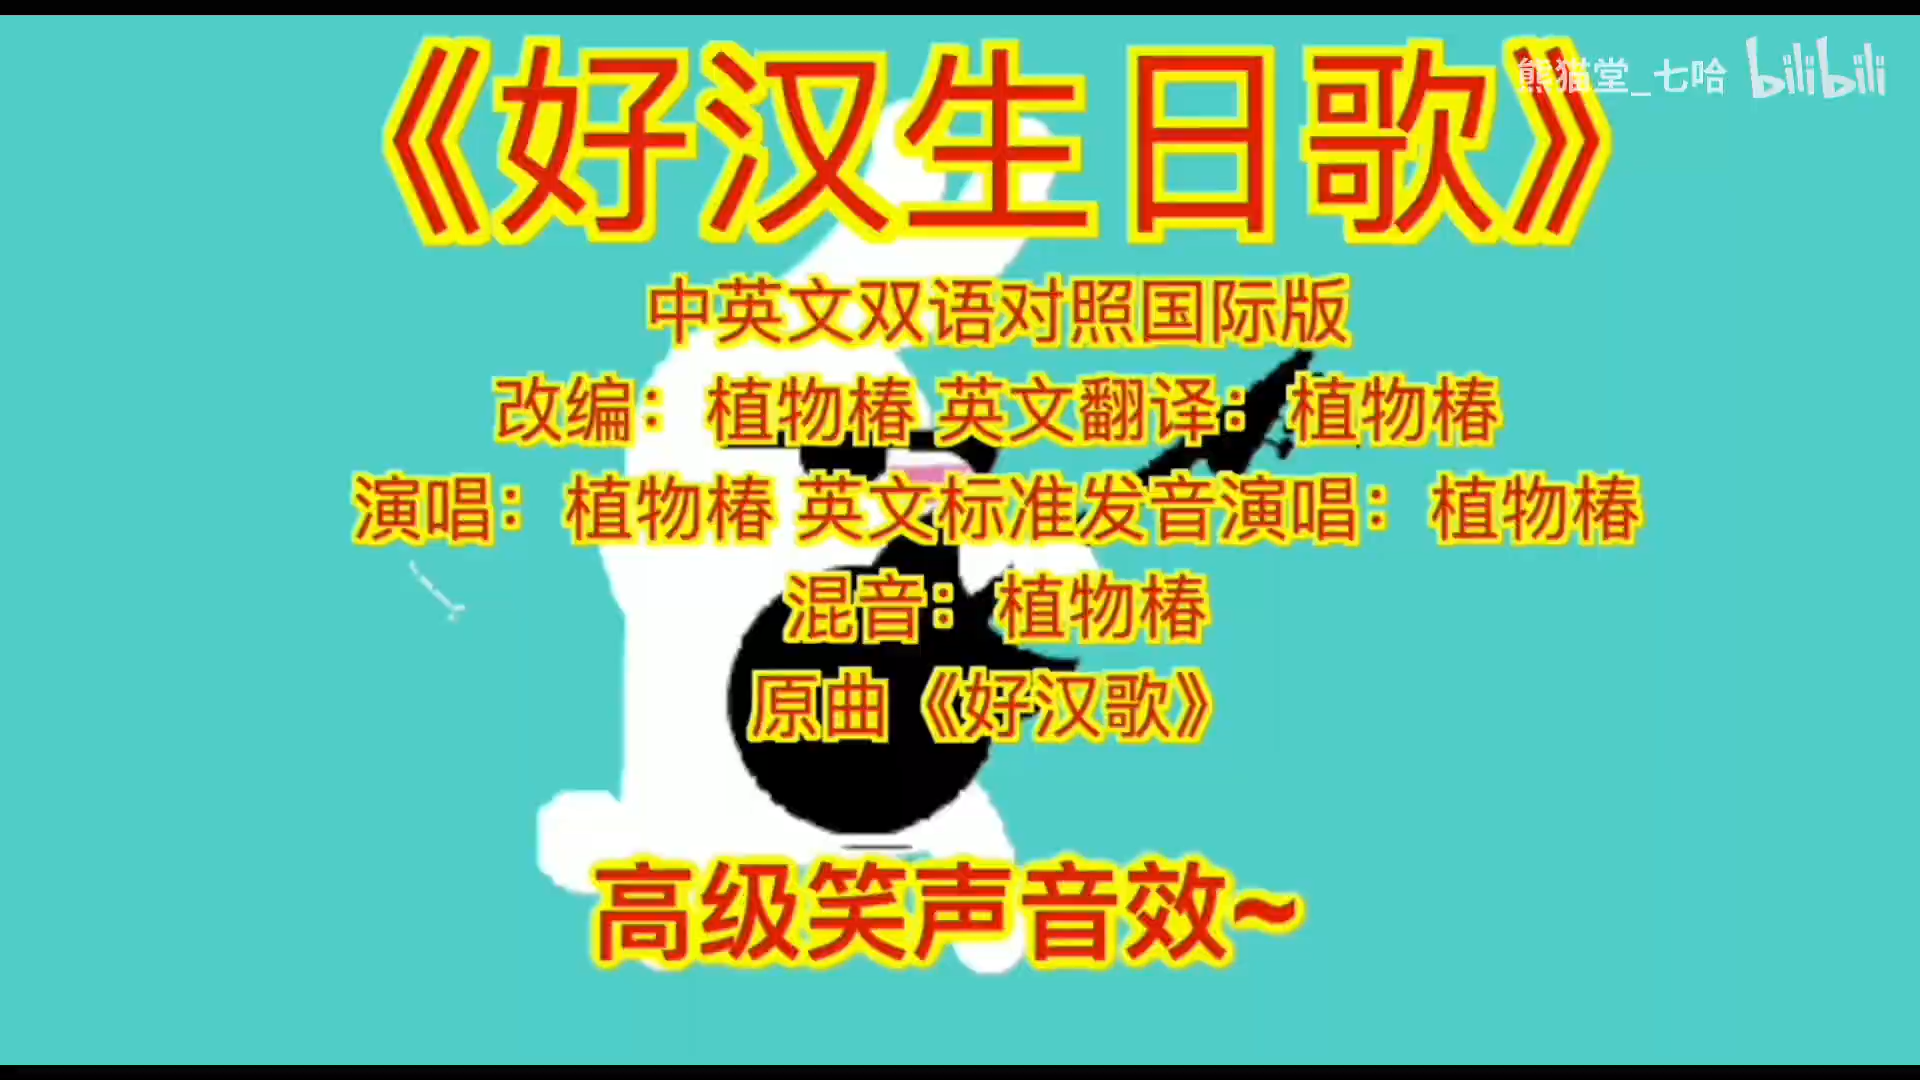 《好汉生日歌》
熊猫堂_七哈 bilibili
中英文双语对照国际版
改编：植物椿 英文翻译：植物椿
演唱：植物椿 英文标准发音演唱：植物椿
混音：植物椿
原曲《好汉歌》
高级笑声音效~